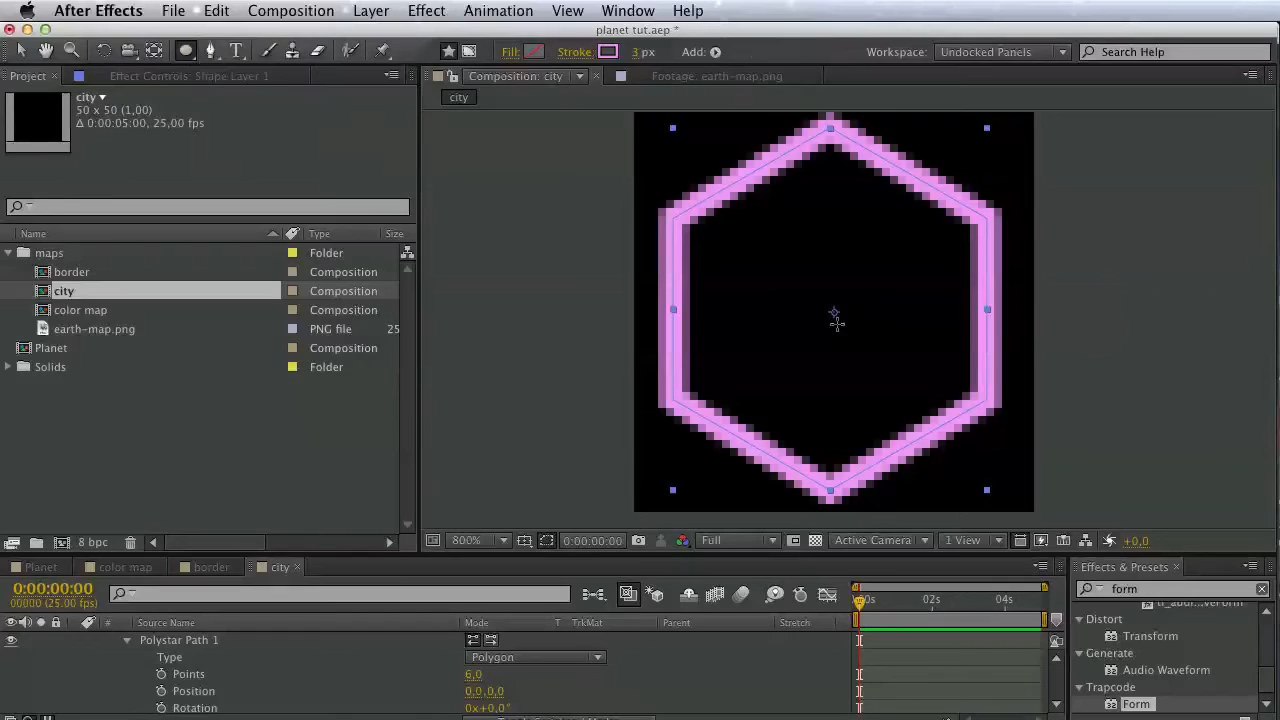 After Effects File Edit Composition Layer Effect Animation View Window Help
planet tut.aep *
Fill: Stroke: 3 px Add: Workspace: Undocked Panels Search Help
Project Effect Controls: Shape Layer 1 Composition: city Footage: earth-map.png
city
50 x 50 (1,00)
Δ 0:00:05:00, 25,00 fps
city
Name Type Size
maps Folder
border Composition
city Composition
color map Composition
earth-map.png PNG file 25
Planet Composition
Solids Folder
8 bpc 800% 0:00:00:00 Full Active Camera 1 View +0,0
Planet color map border city Effects & Presets
0:00:00:00
00000 (25.00 fps)
02s 04s
form
Source Name Mode T TrkMat Parent Stretch
Distort
Polystar Path 1 Transform
Type Polygon Generate
Points 6,0 Audio Waveform
Position 0,0,0,0 Trapcode
Rotation 0x+0,0° Form